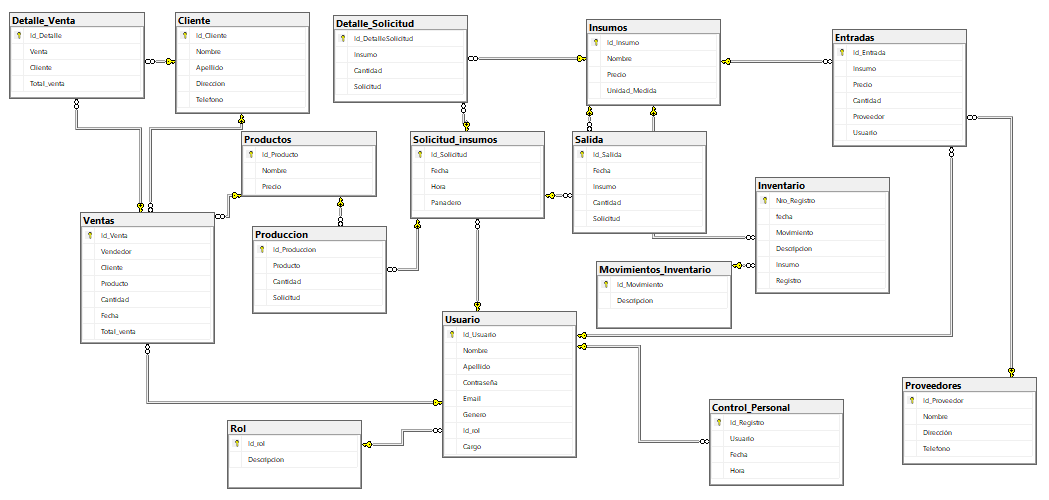 Detalle_Venta
Id_Detalle
Venta
Cliente
Total_venta
Cliente
Id_Cliente
Nombre
Apellido
Direccion
Telefono
Detalle_Solicitud
Id_DetalleSolicitud
Insumo
Cantidad
Solicitud
Insumos
Id_Insumo
Nombre
Precio
Unidad_Medida
Entradas
Id_Entrada
Insumo
Precio
Cantidad
Proveedor
Usuario
Productos
Id_Producto
Nombre
Precio
Solicitud_insumos
Id_Solicitud
Fecha
Hora
Panadero
Salida
Id_Salida
Fecha
Insumo
Cantidad
Solicitud
Inventario
Nro_Registro
fecha
Movimiento
Descripcion
Insumo
Registro
Ventas
Id_Venta
Vendedor
Cliente
Producto
Cantidad
Fecha
Total_venta
Produccion
Id_Produccion
Producto
Cantidad
Solicitud
Movimientos_Inventario
Id_Movimiento
Descripcion
Usuario
Id_Usuario
Nombre
Apellido
Contraseña
Email
Genero
Id_rol
Cargo
Proveedores
Id_Proveedor
Nombre
Dirección
Telefono
Control_Personal
Id_Registro
Usuario
Fecha
Hora
Rol
Id_rol
Descripcion